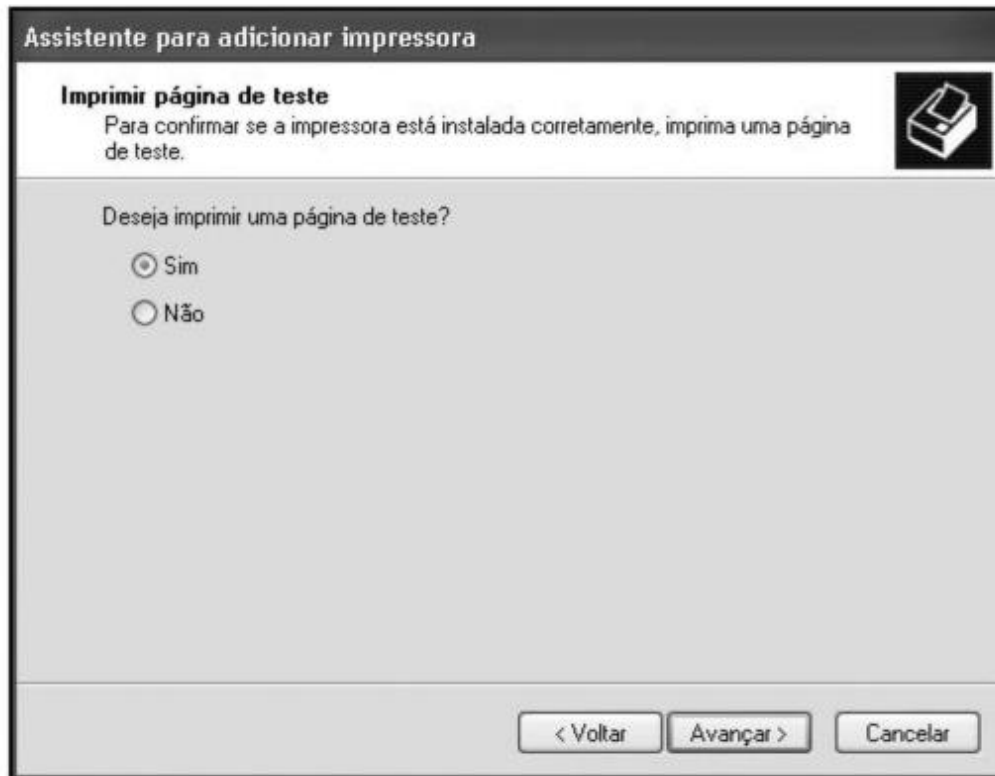 Assistente para adicionar impressora
Imprimir página de teste
Para confirmar se a impressora está instalada corretamente, imprima uma página
de teste.
Deseja imprimir uma página de teste?
Sim
Não
< Voltar
Avançar >
Cancelar